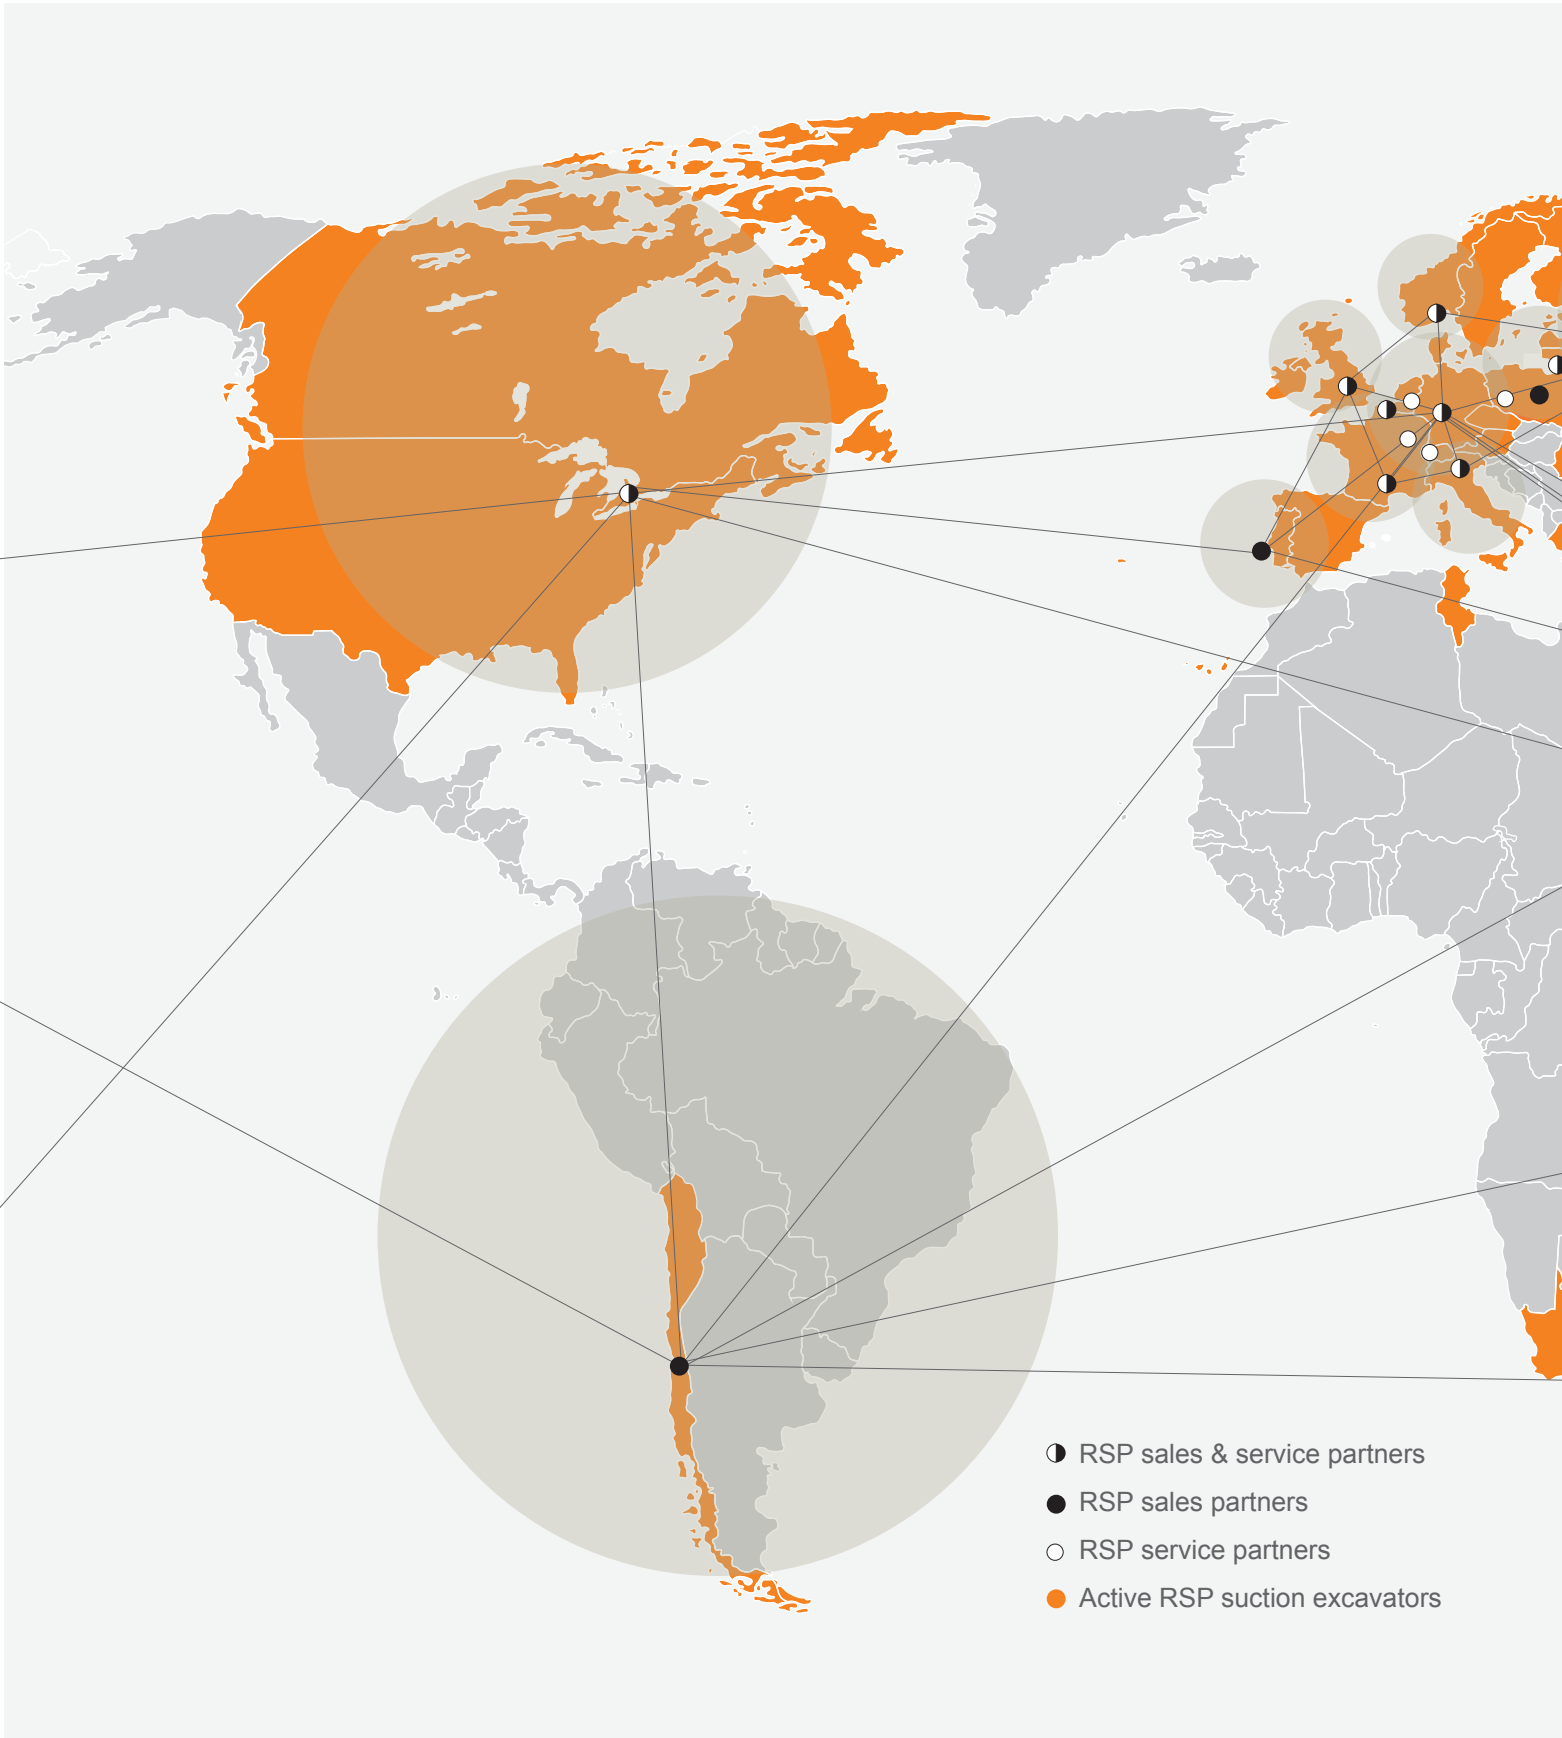 RSP sales & service partners
RSP sales partners
RSP service partners
Active RSP suction excavators